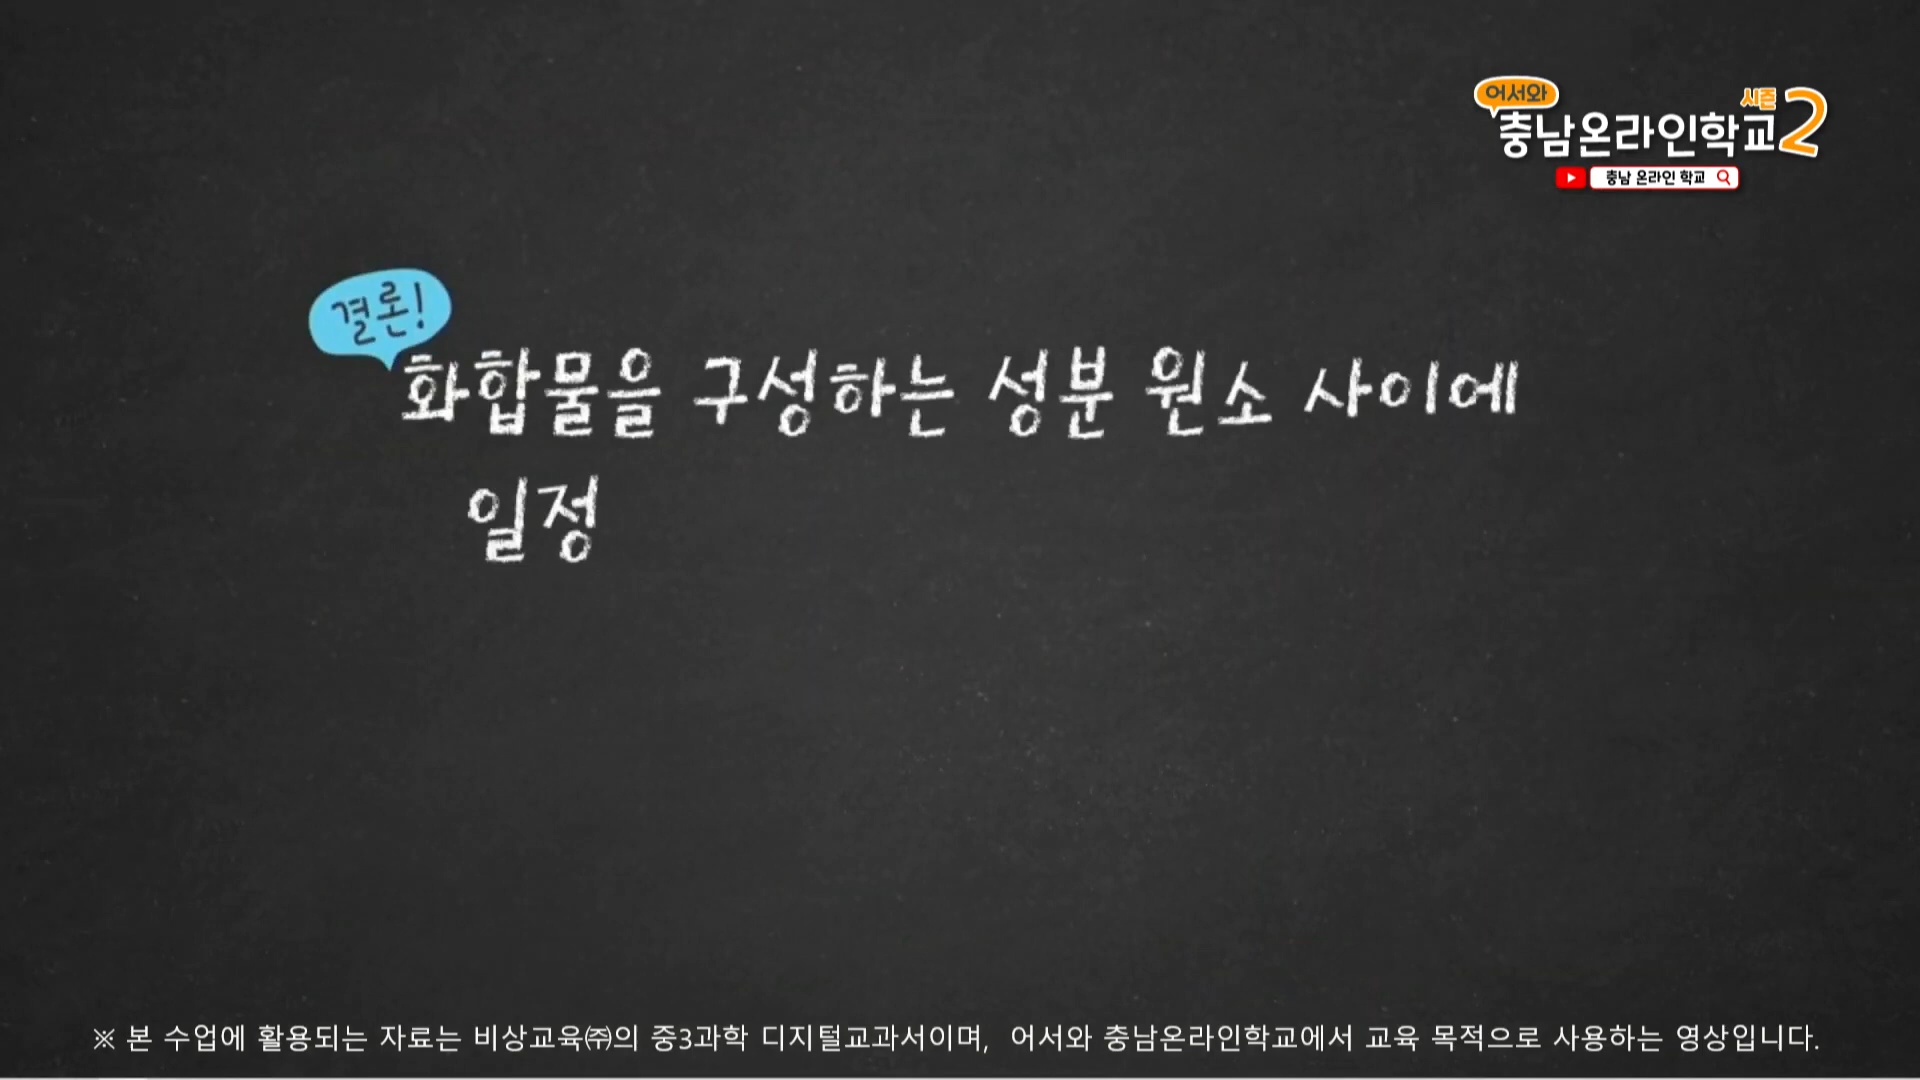 어서와
시즌
충남온라인학교2
충남 온라인 학교
결론!
화합물을 구성하는 성분 원소 사이에
일정
※ 본 수업에 활용되는 자료는 비상교육㈜의 중3과학 디지털교과서이며, 어서와 충남온라인학교에서 교육 목적으로 사용하는 영상입니다.